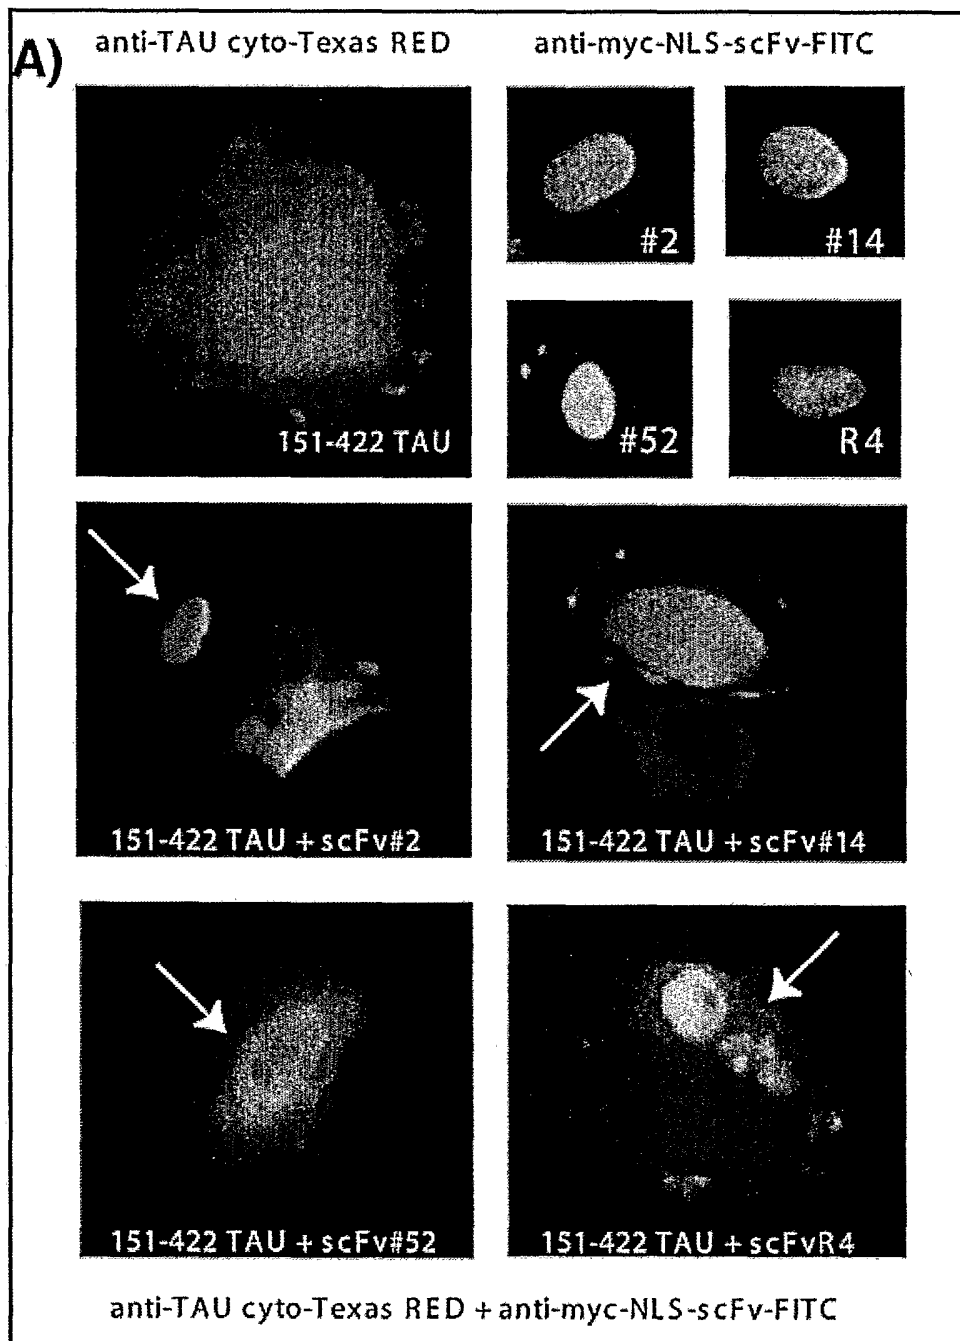 A)
anti-TAU cyto-Texas RED
anti-myc-NLS-scFv-FITC
151-422 TAU
#2
#14
#52
R4
151-422 TAU + scFv#2
151-422 TAU + scFv#14
151-422 TAU + scFv#52
151-422 TAU + scFvR4
anti-TAU cyto-Texas RED + anti-myc-NLS-scFv-FITC